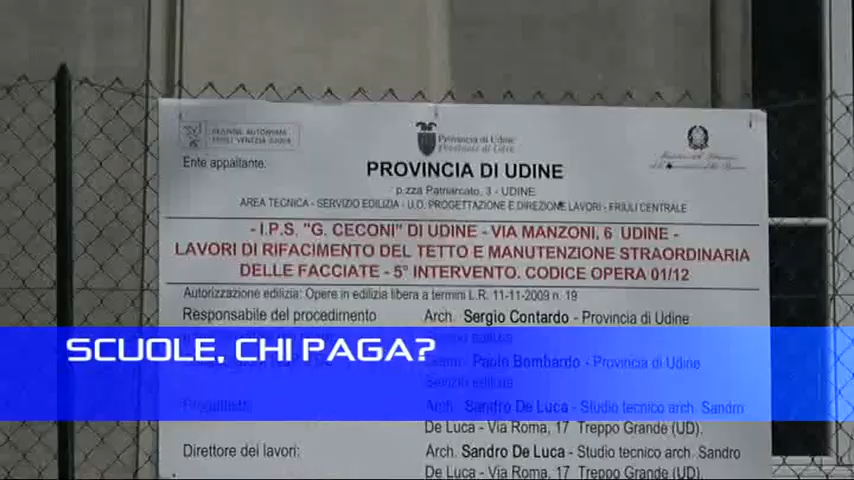 REGIONE AUTONOMA
FRIULI VENEZIA GIULIA
Provincia di Udine
Ente appaltante:
PROVINCIA DI UDINE
p.zza Patriarcato, 3 - UDINE
AREA TECNICA - SERVIZIO EDILIZIA - U.O. PROGETTAZIONE E DIREZIONE LAVORI - FRIULI CENTRALE
- I.P.S. "G. CECONI" DI UDINE - VIA MANZONI, 6 UDINE -
LAVORI DI RIFACIMENTO DEL TETTO E MANUTENZIONE STRAORDINARIA
DELLE FACCIATE - 5° INTERVENTO. CODICE OPERA 01/12
Autorizzazione edilizia: Opere in edilizia libera a termini L.R. 11-11-2009 n. 19
Responsabile del procedimento Arch. Sergio Contardo - Provincia di Udine
SCUOLE, CHI PAGA?
Paolo Bombardo - Provincia di Udine
Servizio edilizia
Progettista: Arch. Sandro De Luca - Studio tecnico arch. Sandro
De Luca - Via Roma, 17 Treppo Grande (UD).
Direttore dei lavori: Arch. Sandro De Luca - Studio tecnico arch. Sandro
De Luca - Via Roma, 17 Treppo Grande (UD).